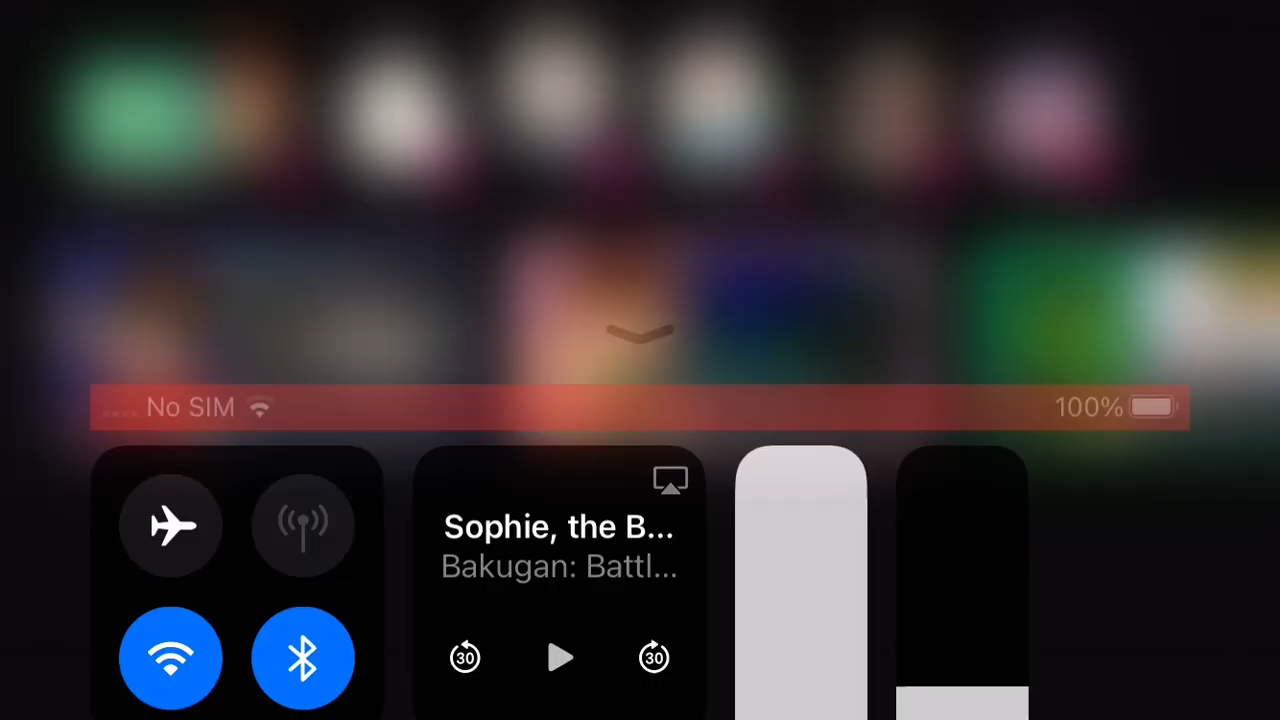 No SIM
100%
Sophie, the B...
Bakugan: Battl...
30
30